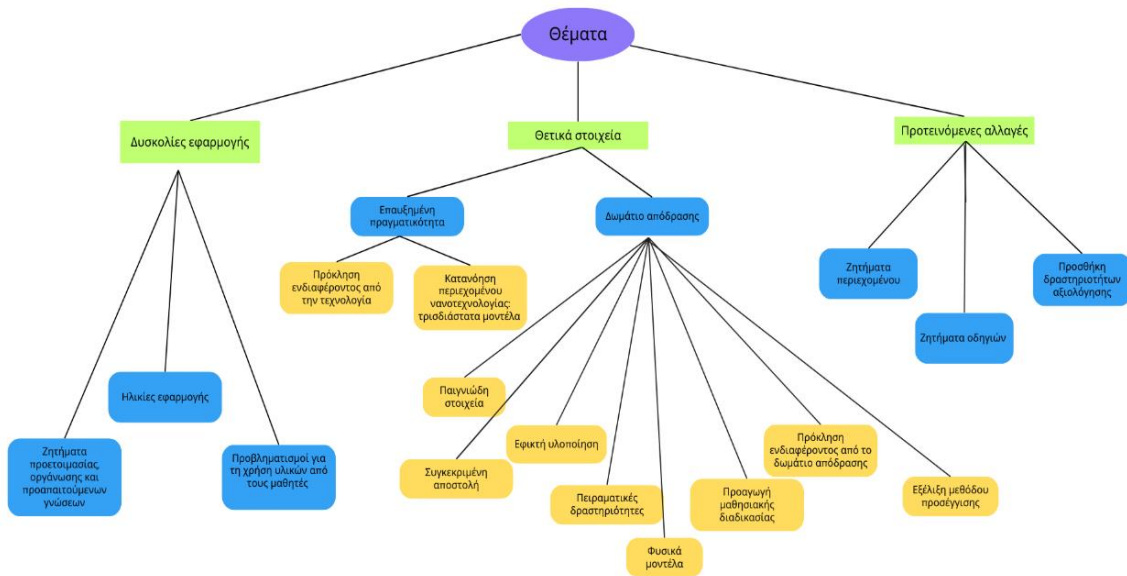 Θέματα
Δυσκολίες εφαρμογής
Θετικά στοιχεία
Προτεινόμενες αλλαγές
Επαυξημένη
πραγματικότητα
Δωμάτιο απόδρασης
Πρόκληση
ενδιαφέροντος από
την τεχνολογία
Κατανόηση
περιεχομένου
νανοτεχνολογίας:
τρισδιάστατα μοντέλα
Ζητήματα
περιεχομένου
Προσθήκη
δραστηριοτήτων
αξιολόγησης
Ζητήματα οδηγιών
Ηλικίες εφαρμογής
Ζητήματα
προετοιμασίας,
οργάνωσης και
προαπαιτούμενων
γνώσεων
Προβληματισμοί για
τη χρήση υλικών από
τους μαθητές
Παιγνιώδη
στοιχεία
Συγκεκριμένη
αποστολή
Εφικτή υλοποίηση
Πειραματικές
δραστηριότητες
Φυσικά
μοντέλα
Προαγωγή
μαθησιακής
διαδικασίας
Πρόκληση
ενδιαφέροντος από το
δωμάτιο απόδρασης
Εξέλιξη μεθόδου
προσέγγισης